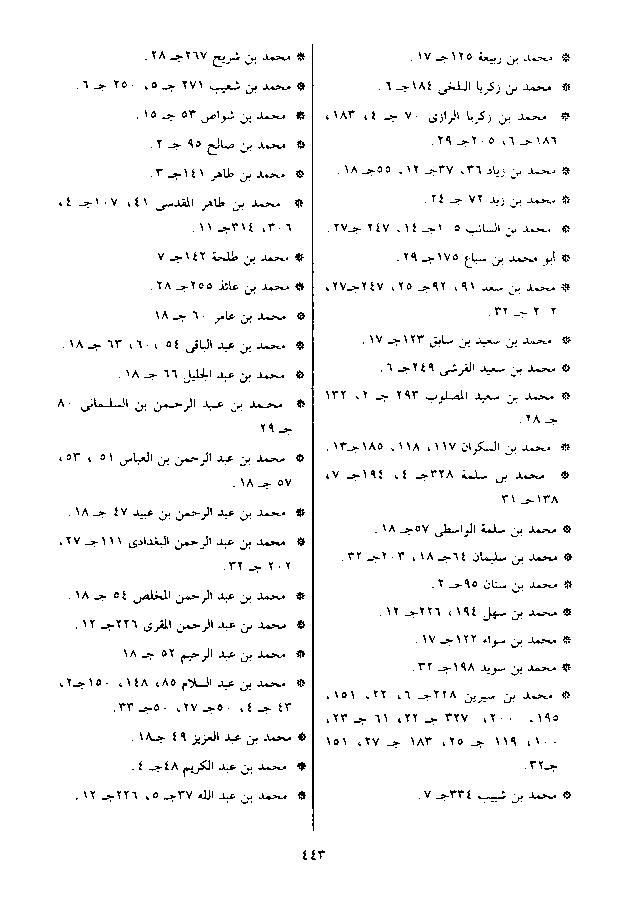 * محمد بن ربيعة ١٢٥جـ ١٧.
* محمد بن زكريا البلخى ١٨٤جـ ٦.
* محمد بن زكريا الرازى ٧٠ جـ ٤، ١٨٣،
١٨٦جـ ٦، ٢٠٥جـ ٢٩.
* محمد بن زياد ٣٦، ٣٧جـ ١٢، ٥٥جـ ١٨.
* محمد بن زيد ٧٢ جـ ٢٤.
* محمد بن السائب ١٠٥جـ ١٤، ٢٤٧ جـ٢٧.
* أبو محمد بن سباع ١٧٥جـ ٢٩.
* محمد بن سعد ٩١، ٩٢جـ ٢٥، ٢٤٧جـ٢٧،
٢٠٢ جـ ٣٢.
* محمد بن سعيد بن سابق ١٢٣جـ ١٧.
* محمد بن سعيد القرشى ٢٤٩جـ ٦.
* محمد بن سعيد المصلوب ٢٩٣ جـ ٢، ١٣٢
جـ ٢٨.
* محمد بن السكران ١١٧، ١١٨، ١٨٥جـ١٣.
* محمد بن سلمة ٣٢٨جـ ٤، ١٩٤جـ ٧،
١٣٨جـ ٣١
* محمد بن سلمة الواسطى ٥٧جـ ١٨.
* محمد بن سليمان ٦٤جـ ١٨، ٢٠٣جـ ٣٢.
* محمد بن سنان ٩٥جـ ٢.
* محمد بن سهل ١٩٤، ٢٢٦جـ ١٢.
* محمد بن سواء ١٢٢جـ ١٧.
* محمد بن سويد ١٩٨جـ ٣٢.
* محمد بن سيرين ٢٢٨جـ ٦، ٢٢، ١٥١،
١٩٥، ٢٠٠، ٣٢٧ جـ ٢٢، ٦١ جـ ٢٣،
١٠٠، ١١٩ جـ ٢٥، ١٨٣ جـ ٢٧، ١٥١
جـ٣٢.
* محمد بن شبيب ٣٣٤جـ ٧.
* محمد بن شريح ٢٦٧جـ ٢٨.
* محمد بن شعيب ٢٧١ جـ ٥، ٢٥٠ جـ ٦.
* محمد بن شواص ٥٣ جـ ١٥.
* محمد بن صالح ٩٥ جـ ٢.
* محمد بن طاهر ١٤١جـ ٣.
* محمد بن طاهر المقدسى ٤١، ١٠٧جـ ٤،
٣٠٦، ٣١٤جـ ١١.
* محمد بن طلحة ١٤٢جـ ٧
* محمد بن عائذ ٢٥٥جـ ٢٨.
* محمد بن عامر ٦٠ جـ ١٨
* محمد بن عبد الباقى ٥٤ ،٦٠، ٦٣ جـ ١٨.
* محمد بن عبد الجليل ٦٦ جـ ١٨.
* محمد بن عبد الرحمن بن السلمانى ٨٠
جـ ٢٩
* محمد بن عبد الرحمن بن العباس ٥١ ، ٥٣،
٥٧ جـ ١٨.
* محمد بن عبد الرحمن بن عبيد ٤٧ جـ ١٨.
* محمد بن عبد الرحمن البغدادى ١١١جـ ٢٧،
٢٠٢ جـ ٣٢.
* محمد بن عبد الرحمن المخلص ٥٤ جـ ١٨.
* محمد بن عبد الرحمن المقرى ٢٢٦جـ ١٢.
* محمد بن عبد الرحيم ٥٢ جـ ١٨
* محمد بن عبد السلام ٨٥، ١٤٨، ١٥٠جـ٢،
٤٣ جـ ٤، ٥٠جـ ٢٧، ٥٠جـ ٣٣.
* محمد بن عبد العزيز ٤٩ جـ١٨.
* محمد بن عبد الكريم ٤٨جـ ٤.
* محمد بن عبد الله ٣٧جـ ٥، ٢٢٦جـ ١٢.
٤٤٣